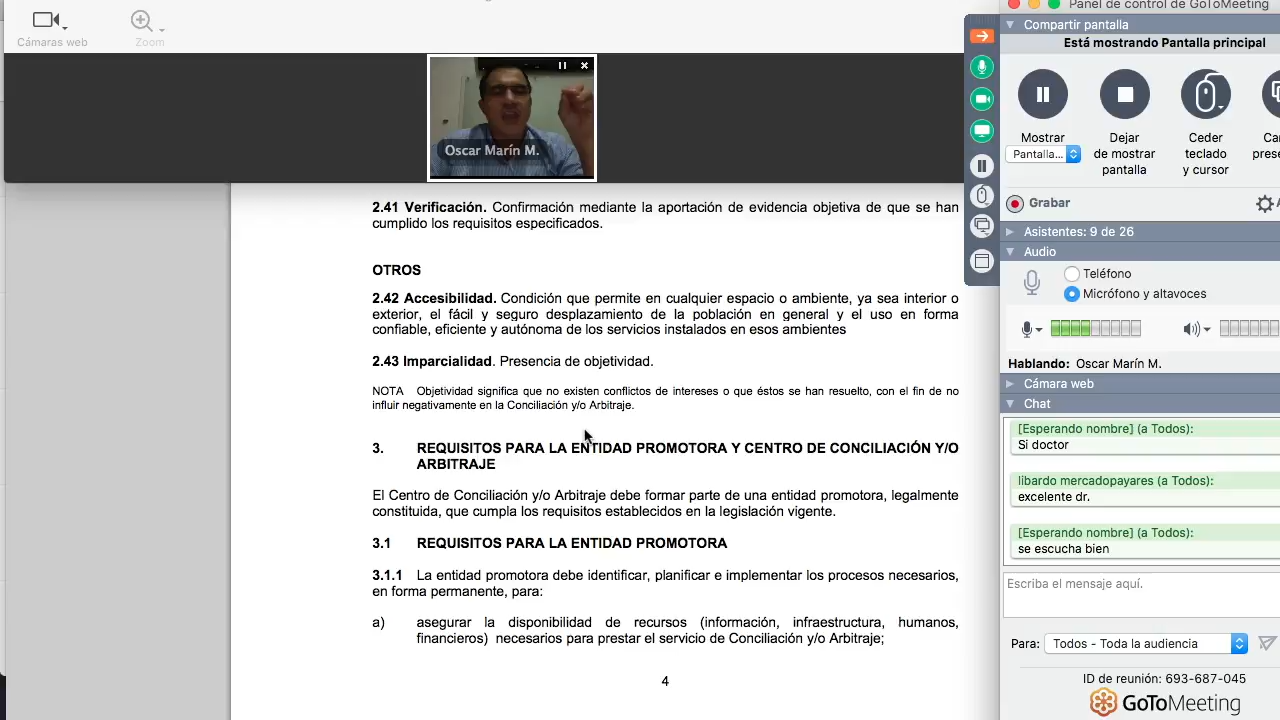 Cámaras web
Zoom
Oscar Marín M.
2.41 Verificación. Confirmación mediante la aportación de evidencia objetiva de que se han
cumplido los requisitos especificados.
OTROS
2.42 Accesibilidad. Condición que permite en cualquier espacio o ambiente, ya sea interior o
exterior, el fácil y seguro desplazamiento de la población en general y el uso en forma
confiable, eficiente y autónoma de los servicios instalados en esos ambientes
2.43 Imparcialidad. Presencia de objetividad.
NOTA Objetividad significa que no existen conflictos de intereses o que éstos se han resuelto, con el fin de no
influir negativamente en la Conciliación y/o Arbitraje.
3. REQUISITOS PARA LA ENTIDAD PROMOTORA Y CENTRO DE CONCILIACIÓN Y/O
ARBITRAJE
El Centro de Conciliación y/o Arbitraje debe formar parte de una entidad promotora, legalmente
constituida, que cumpla los requisitos establecidos en la legislación vigente.
3.1 REQUISITOS PARA LA ENTIDAD PROMOTORA
3.1.1 La entidad promotora debe identificar, planificar e implementar los procesos necesarios,
en forma permanente, para:
a) asegurar la disponibilidad de recursos (información, infraestructura, humanos,
financieros) necesarios para prestar el servicio de Conciliación y/o Arbitraje;
4
Panel de control de GoToMeeting
Compartir pantalla
Está mostrando Pantalla principal
Mostrar
Pantalla...
Dejar
de mostrar
pantalla
Ceder
teclado
y cursor
Grabar
Asistentes: 9 de 26
Audio
Teléfono
Micrófono y altavoces
Hablando: Oscar Marín M.
Cámara web
Chat
[Esperando nombre] (a Todos):
Si doctor
libardo mercadopayares (a Todos):
excelente dr.
[Esperando nombre] (a Todos):
se escucha bien
Escriba el mensaje aquí.
Para: Todos - Toda la audiencia
ID de reunión: 693-687-045
GoToMeeting